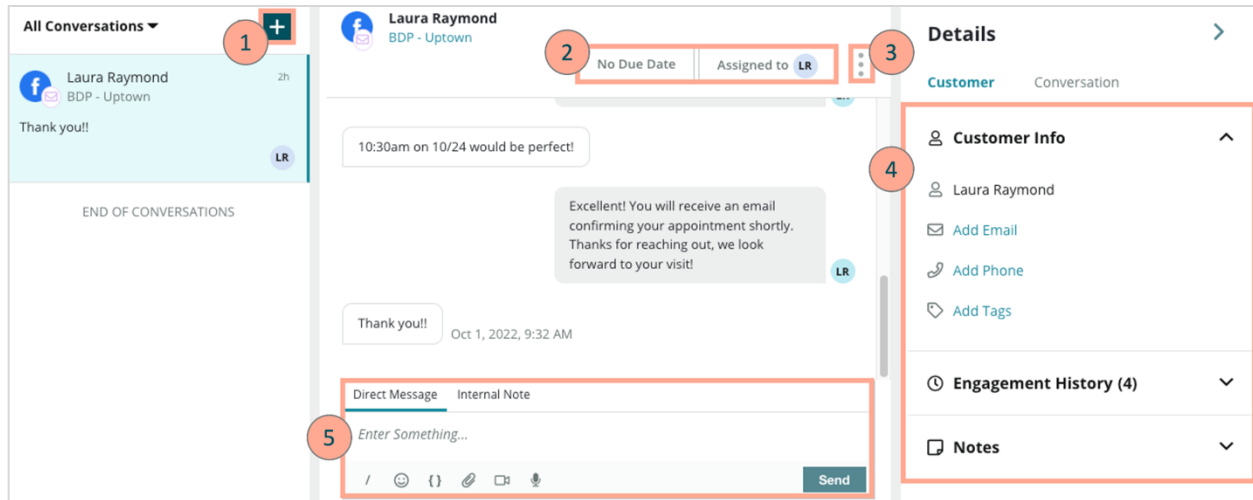 All Conversations
1
Laura Raymond
2h
BDP - Uptown
Thank you!!
LR
END OF CONVERSATIONS
Laura Raymond
BDP - Uptown
2
No Due Date
Assigned to LR
3
LR
10:30am on 10/24 would be perfect!
Excellent! You will receive an email
confirming your appointment shortly.
Thanks for reaching out, we look
forward to your visit!
LR
Thank you!!
Oct 1, 2022, 9:32 AM
5
Direct Message Internal Note
Enter Something...
/ {}
Send
Details
Customer Conversation
4
Customer Info
Laura Raymond
Add Email
Add Phone
Add Tags
Engagement History (4)
Notes